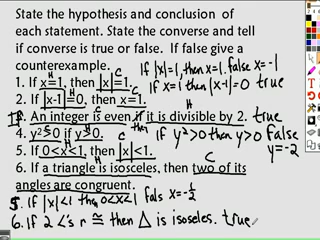 State the hypothesis and conclusion of
each statement. State the converse and tell
if converse is true or false. If false give a
counterexample.
H C
1. If x=1, then |x|=1. If |x|=1, then x=1. false x=-1
H C
2. If |x-1|=0, then x=1. If x=1 then |x-1|=0 true
H
3. An integer is even if it is divisible by 2. true
4. y²>0 if y>0. C then if y²>0 then y>0 false
y=-2
H C
5. If 0<x<1, then |x|<1.
H C
6. If a triangle is isosceles, then two of its
angles are congruent.
5. If |x|<1 then 0<x<1 fals x=-½
6. If 2 ∠'s ≅ then △ is isoceles. true